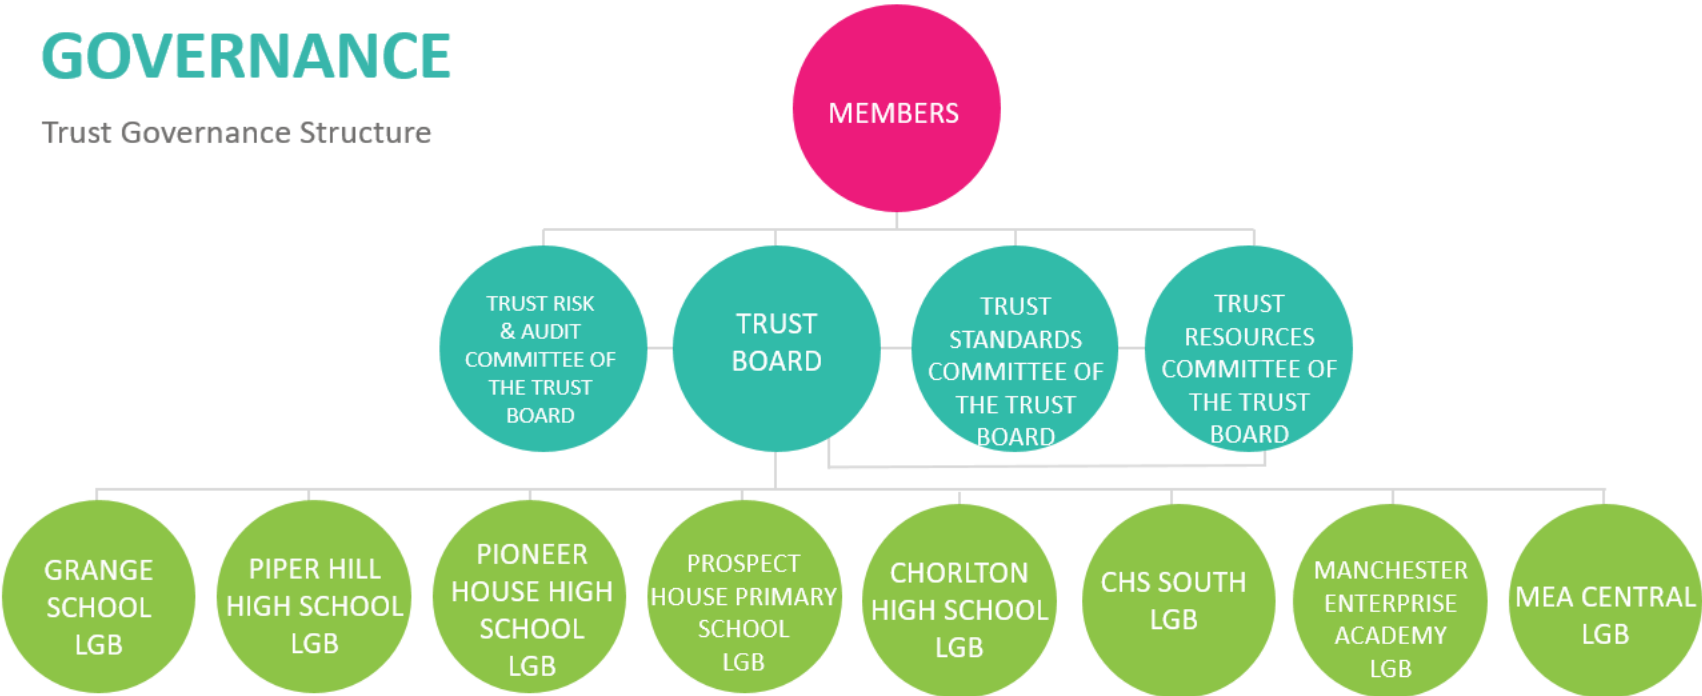 GOVERNANCE
Trust Governance Structure
MEMBERS
TRUST RISK
& AUDIT
COMMITTEE OF
THE TRUST
BOARD
TRUST
BOARD
TRUST
STANDARDS
COMMITTEE OF
THE TRUST
BOARD
TRUST
RESOURCES
COMMITTEE OF
THE TRUST
BOARD
GRANGE
SCHOOL
LGB
PIPER HILL
HIGH SCHOOL
LGB
PIONEER
HOUSE HIGH
SCHOOL
LGB
PROSPECT
HOUSE PRIMARY
SCHOOL
LGB
CHORLTON
HIGH SCHOOL
LGB
CHS SOUTH
LGB
MANCHESTER
ENTERPRISE
ACADEMY
LGB
MEA CENTRAL
LGB